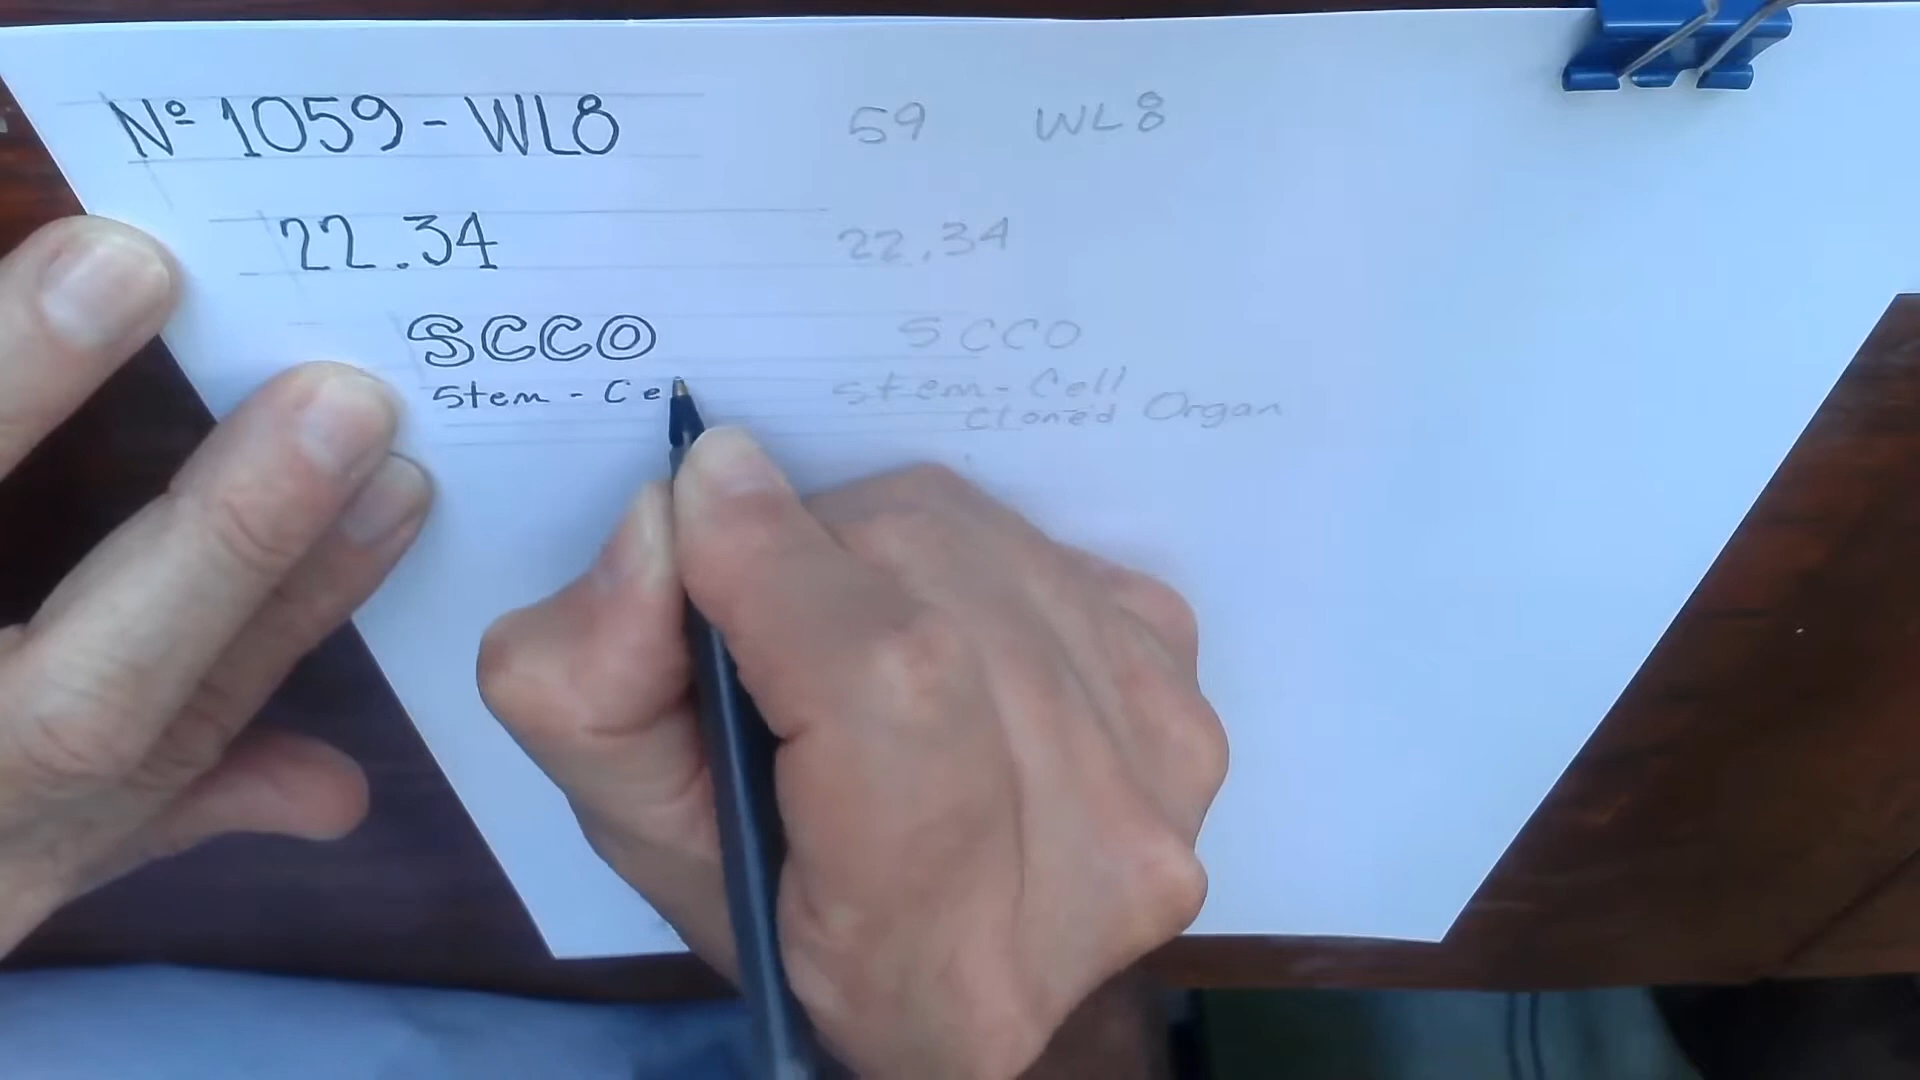 Nº 1059 - WL8
59 WL8
22.34
22.34
SCCO
SCCO
Stem - Ce
Stem - Cell
Cloned Organ